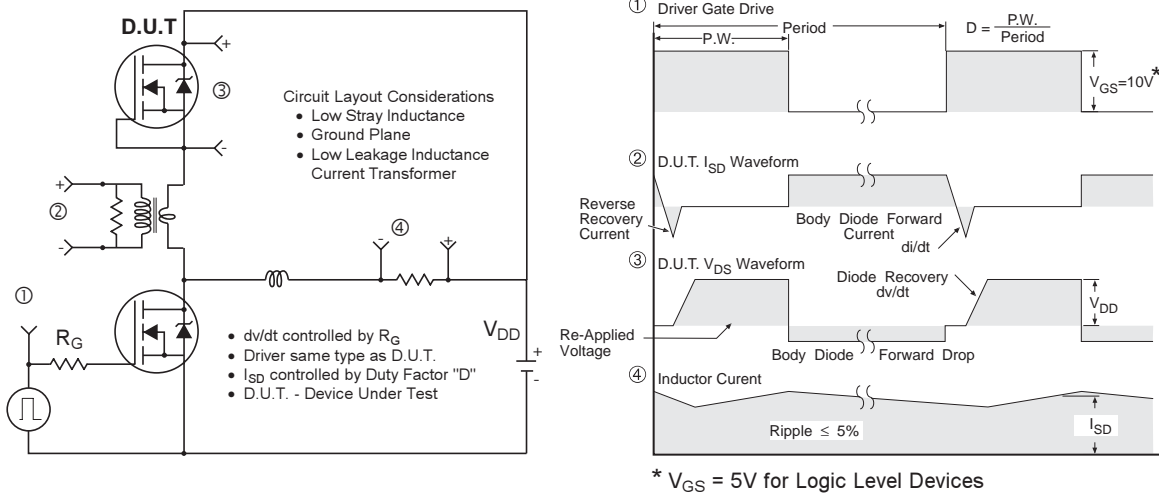 D.U.T
+
③
-
Circuit Layout Considerations
• Low Stray Inductance
• Ground Plane
• Low Leakage Inductance
Current Transformer
+
②
-
④
-
+
①
R_G
• dv/dt controlled by R_G
• Driver same type as D.U.T.
• I_SD controlled by Duty Factor "D"
• D.U.T. - Device Under Test
V_DD
+
-
① Driver Gate Drive
Period
P.W.
D = P.W.
Period
V_GS=10V*
② D.U.T. I_SD Waveform
Reverse
Recovery
Current
Body Diode Forward
Current
di/dt
③ D.U.T. V_DS Waveform
Diode Recovery
dv/dt
V_DD
Re-Applied
Voltage
Body Diode Forward Drop
④ Inductor Curent
Ripple ≤ 5%
I_SD
* V_GS = 5V for Logic Level Devices